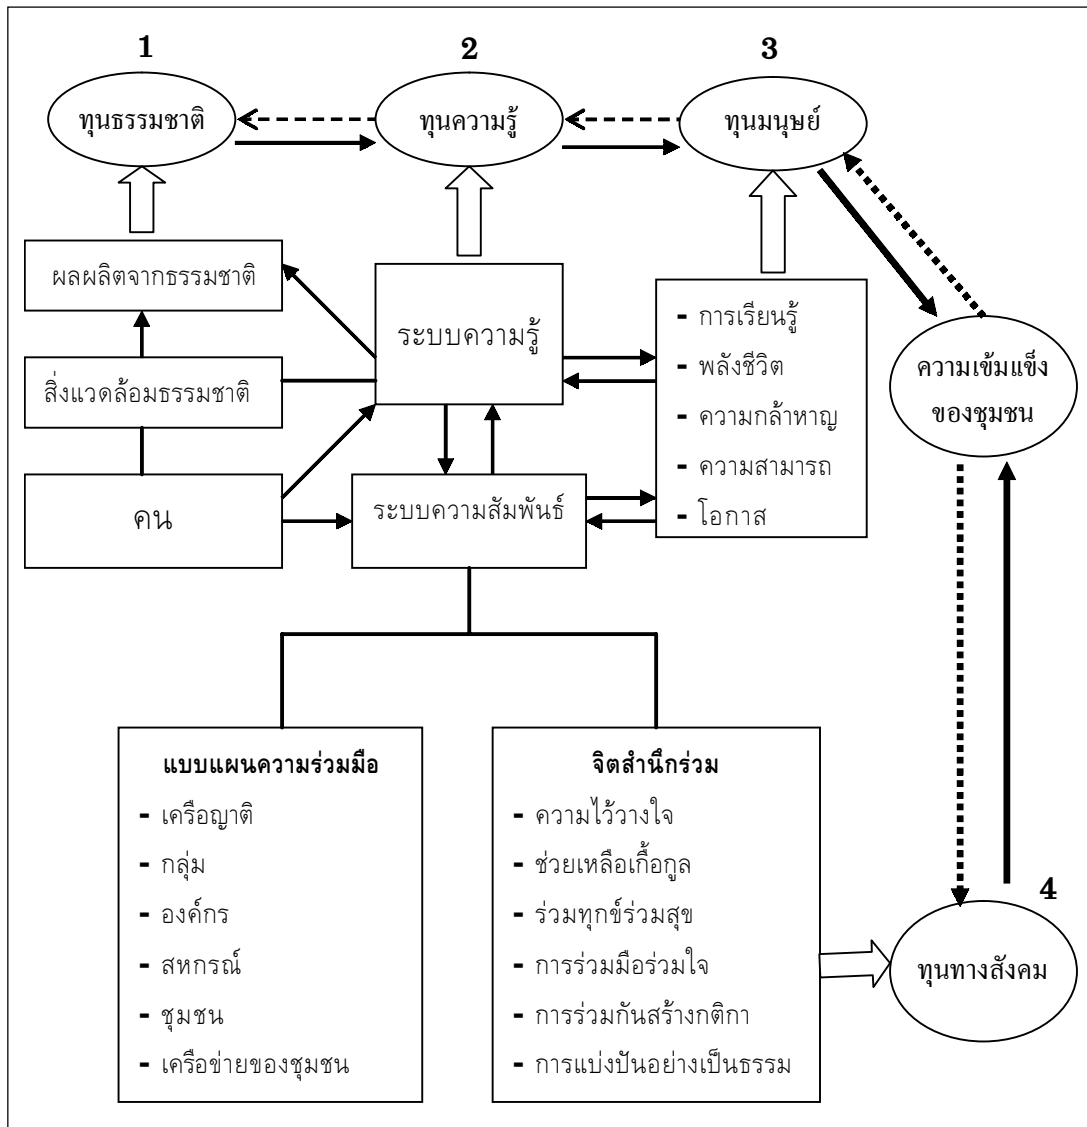 1
2
3
ทุนธรรมชาติ
ทุนความรู้
ทุนมนุษย์
ผลผลิตจากธรรมชาติ
สิ่งแวดล้อมธรรมชาติ
คน
ระบบความรู้
ระบบความสัมพันธ์
- การเรียนรู้
- พลังชีวิต
- ความกล้าหาญ
- ความสามารถ
- โอกาส
ความเข้มแข็ง
ของชุมชน
แบบแผนความร่วมมือ
- เครือญาติ
- กลุ่ม
- องค์กร
- สหกรณ์
- ชุมชน
- เครือข่ายของชุมชน
จิตสำนึกร่วม
- ความไว้วางใจ
- ช่วยเหลือเกื้อกูล
- ร่วมทุกข์ร่วมสุข
- การร่วมมือร่วมใจ
- การร่วมกันสร้างกติกา
- การแบ่งปันอย่างเป็นธรรม
4
ทุนทางสังคม